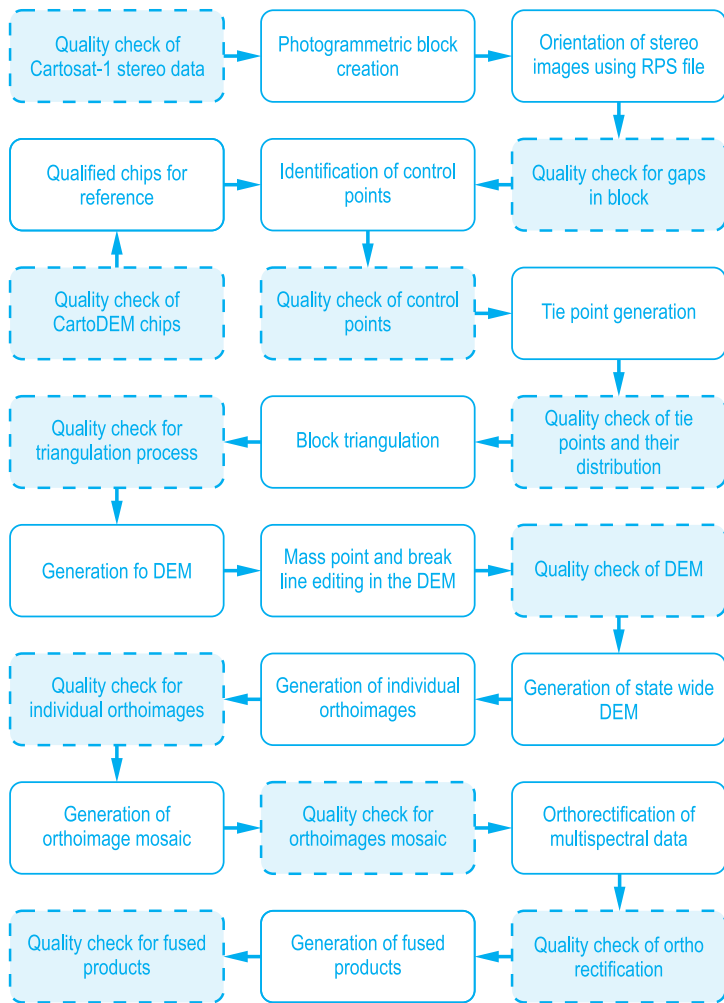 Quality check of
Cartosat-1 stereo data
Photogrammetric block
creation
Orientation of stereo
images using RPS file
Qualified chips for
reference
Identification of control
points
Quality check for gaps
in block
Quality check of
CartoDEM chips
Quality check of control
points
Tie point generation
Quality check for
triangulation process
Block triangulation
Quality check of tie
points and their
distribution
Generation fo DEM
Mass point and break
line editing in the DEM
Quality check of DEM
Quality check for
individual orthoimages
Generation of individual
orthoimages
Generation of state wide
DEM
Generation of
orthoimage mosaic
Quality check for
orthoimages mosaic
Orthorectification of
multispectral data
Quality check for fused
products
Generation of fused
products
Quality check of ortho
rectification